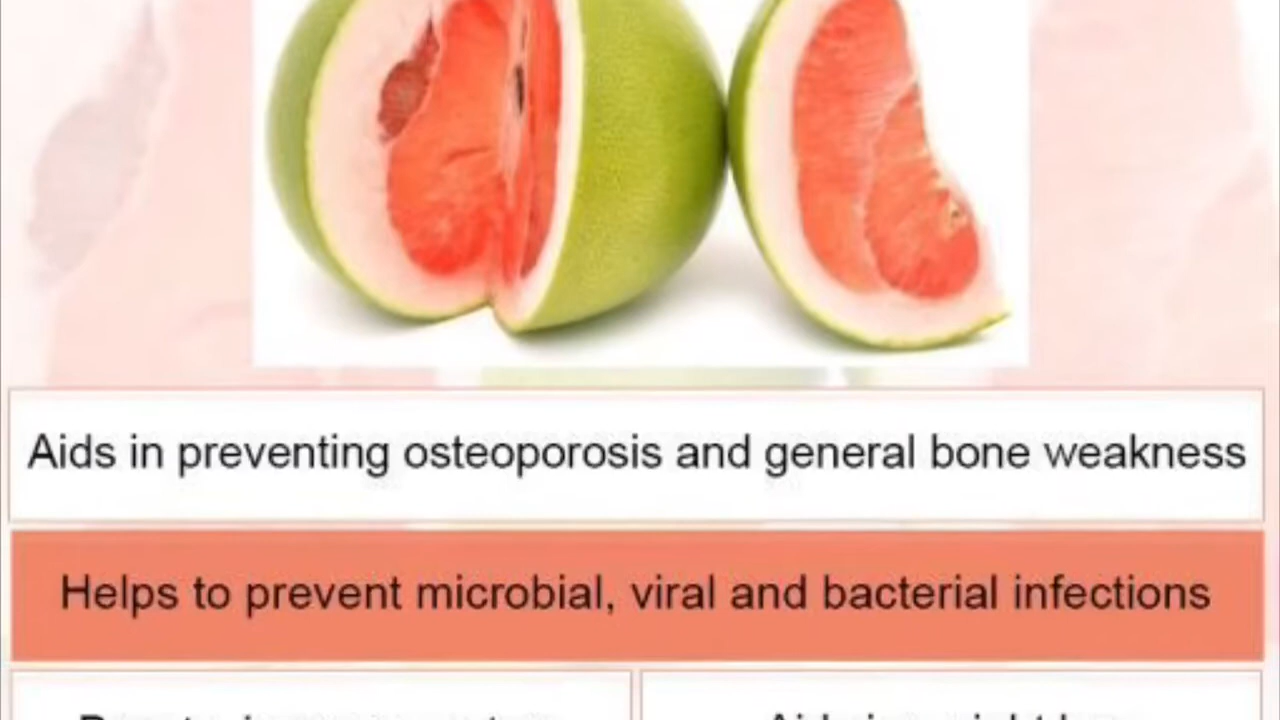 Aids in preventing osteoporosis and general bone weakness
Helps to prevent microbial, viral and bacterial infections